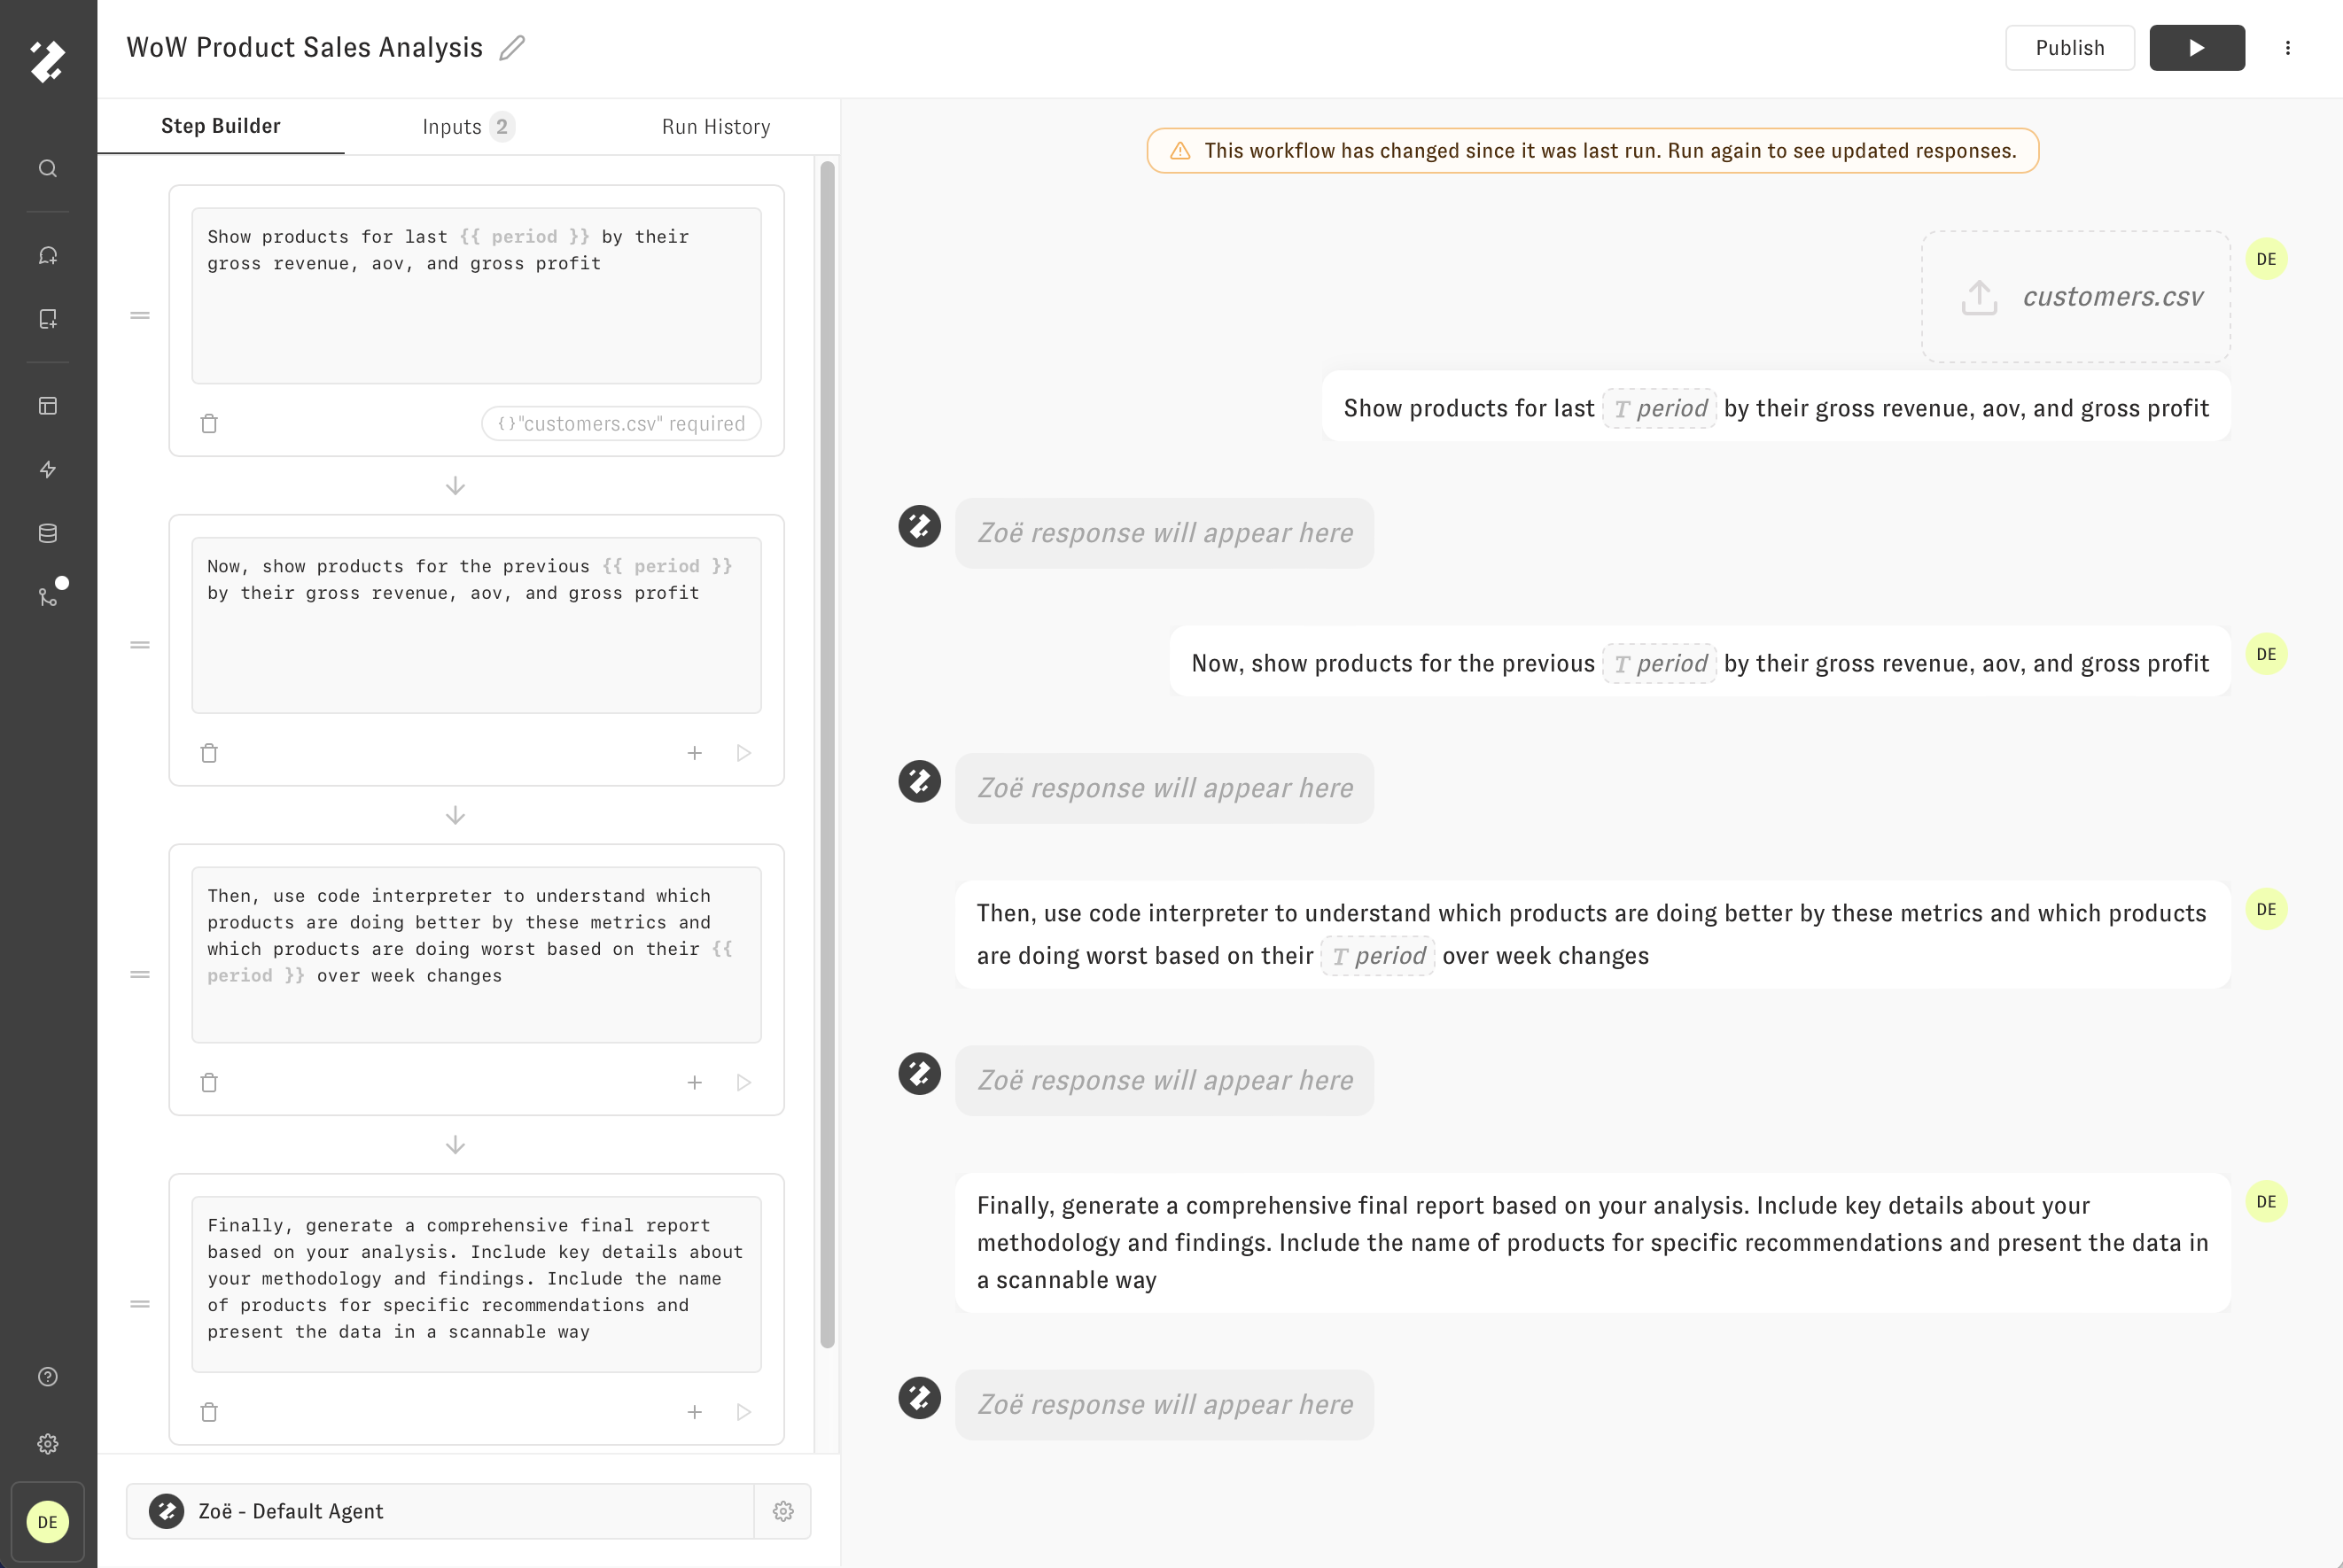 WoW Product Sales Analysis
Publish
Step Builder
Inputs 2
Run History
Show products for last {{ period }} by their
gross revenue, aov, and gross profit
{}"customers.csv" required
Now, show products for the previous {{ period }}
by their gross revenue, aov, and gross profit
Then, use code interpreter to understand which
products are doing better by these metrics and
which products are doing worst based on their {{
period }} over week changes
Finally, generate a comprehensive final report
based on your analysis. Include key details about
your methodology and findings. Include the name
of products for specific recommendations and
present the data in a scannable way
Zoë - Default Agent
DE
This workflow has changed since it was last run. Run again to see updated responses.
customers.csv
DE
Show products for last T period by their gross revenue, aov, and gross profit
Zoë response will appear here
Now, show products for the previous T period by their gross revenue, aov, and gross profit
DE
Zoë response will appear here
Then, use code interpreter to understand which products are doing better by these metrics and which products
are doing worst based on their T period over week changes
DE
Zoë response will appear here
Finally, generate a comprehensive final report based on your analysis. Include key details about your
methodology and findings. Include the name of products for specific recommendations and present the data in
a scannable way
DE
Zoë response will appear here